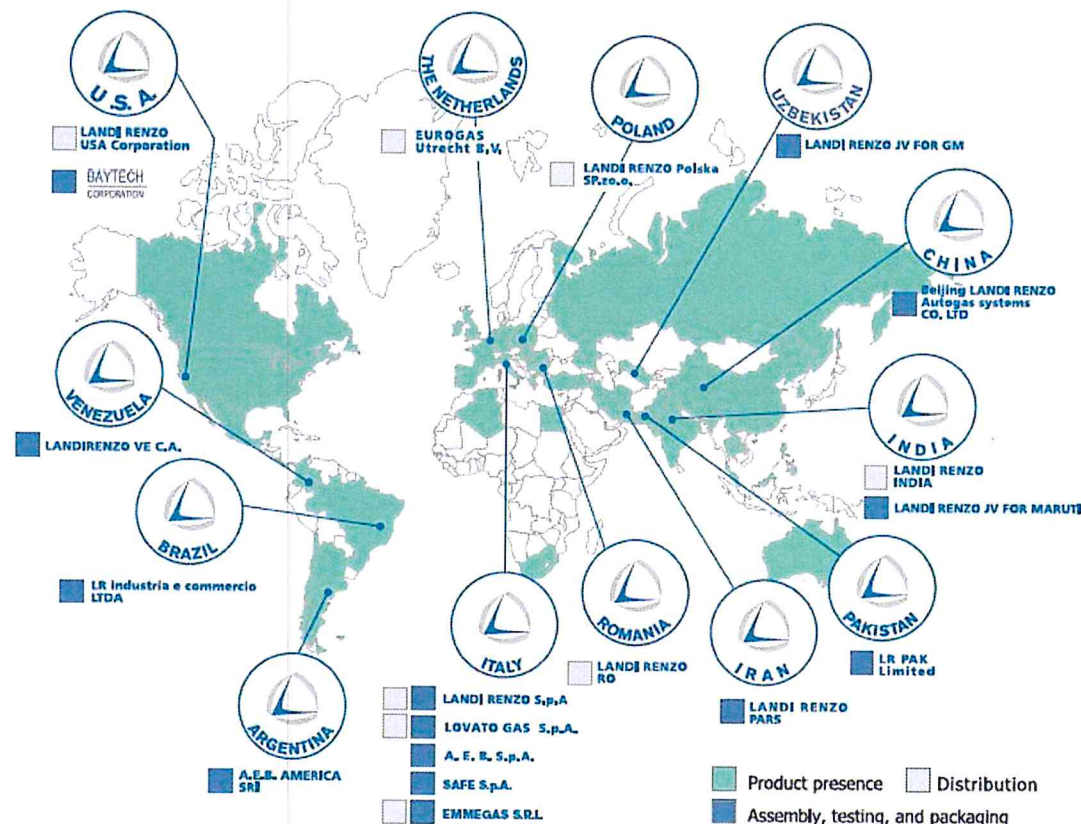 U.S.A.
LANDI RENZO
USA Corporation
BAYTECH
CORPORATION
THE NETHERLANDS
EUROGAS
Utrecht B.V.
POLAND
LANDI RENZO Polska
SP.zo.o.
UZBEKISTAN
LANDI RENZO JV FOR GM
CHINA
Beijing LANDI RENZO
Autogas systems
CO. LTD
VENEZUELA
LANDIRENZO VE C.A.
INDIA
LANDI RENZO
INDIA
LANDI RENZO JV FOR MARUTI
BRAZIL
LR industria e commercio
LTDA
ARGENTINA
A.E.B. AMERICA
SRl
ITALY
LANDI RENZO S.p.A
LOVATO GAS S.p.A.
A. E. B. S.p.A.
SAFE S.p.A.
EMMEGAS S.R.L
ROMANIA
LANDI RENZO
RO
IRAN
LANDI RENZO
PARS
PAKISTAN
LR PAK
Limited
Product presence
Distribution
Assembly, testing, and packaging